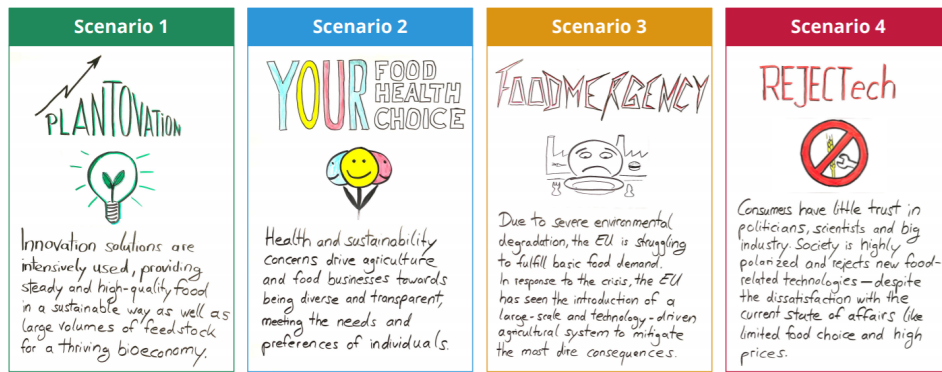 Scenario 1
PLANTOVATION
Innovation solutions are
intensively used, providing
steady and high-quality food
in a sustainable way as well as
large volumes of feedstock
for a thriving bioeconomy.
Scenario 2
YOUR FOOD
HEALTH
CHOICE
Health and sustainability
concerns drive agriculture
and food businesses towards
being diverse and transparent,
meeting the needs and
preferences of individuals.
Scenario 3
FOODMERGENCY
Due to severe environmental
degradation, the EU is struggling
to fulfill basic food demand.
In response to the crisis, the EU
has seen the introduction of a
large-scale and technology-driven
agricultural system to mitigate
the most dire consequences.
Scenario 4
REJECTech
Consumers have little trust in
politicians, scientists and big
industry. Society is highly
polarized and rejects new food-
related technologies — despite
the dissatisfaction with the
current state of affairs like
limited food choice and high
prices.